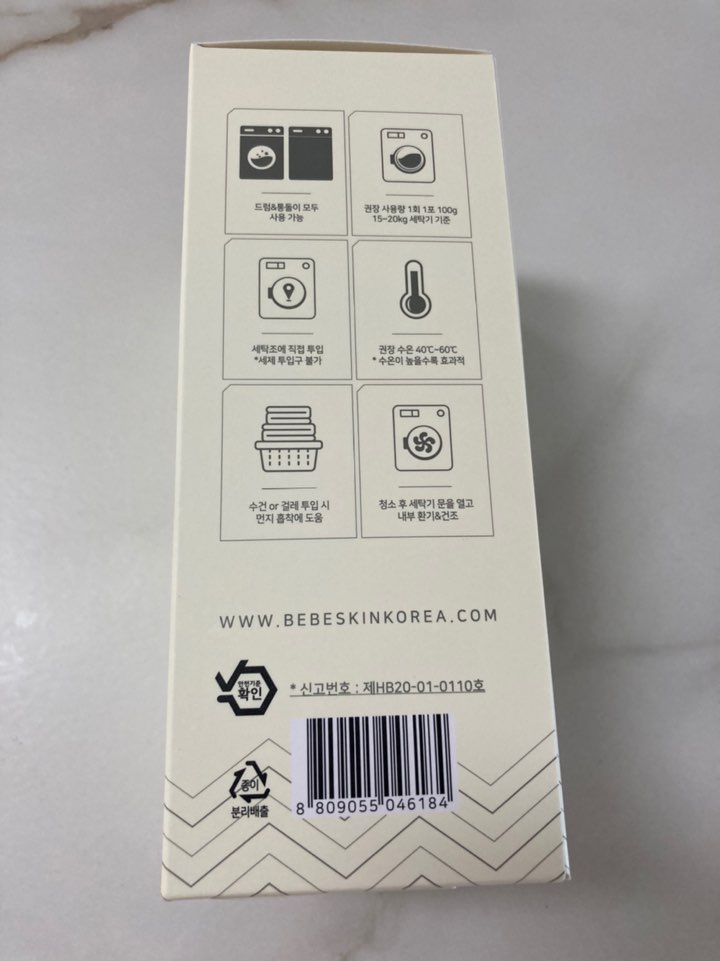 드럼&통돌이 모두
사용 가능
권장 사용량 1회 1포 100g
15~20kg 세탁기 기준
세탁조에 직접 투입
*세제 투입구 불가
권장 수온 40℃~60℃
* 수온이 높을수록 효과적
수건 or 걸레 투입 시
먼지 흡착에 도움
청소 후 세탁기 문을 열고
내부 환기&건조
WWW.BEBESKINKOREA.COM
안전기준
확인
* 신고번호 : 제HB20-01-0110호
종이
분리배출
8 809055 046184